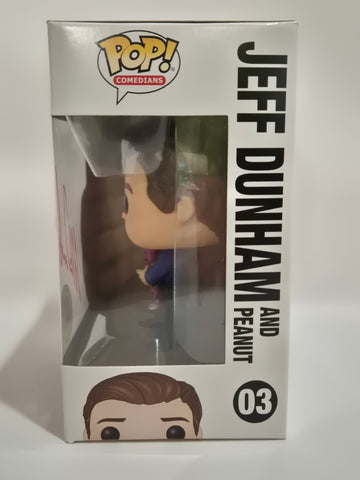 POP!
COMEDIANS
JEFF DUNHAM
AND
PEANUT
03